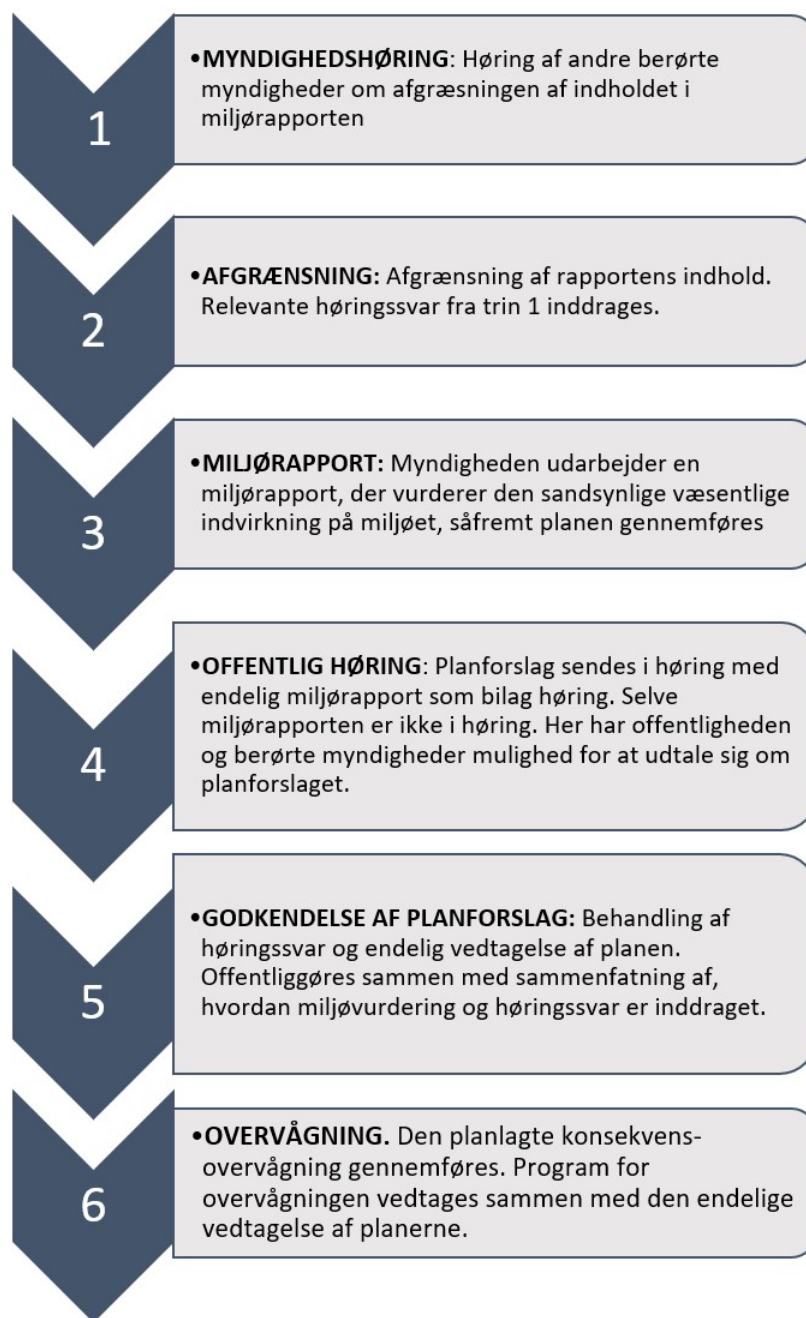 1
•MYNDIGHEDSHØRING: Høring af andre berørte
myndigheder om afgræsningen af indholdet i
miljørapporten
2
•AFGRÆNSNING: Afgrænsning af rapportens indhold.
Relevante høringssvar fra trin 1 inddrages.
3
•MILJØRAPPORT: Myndigheden udarbejder en
miljørapport, der vurderer den sandsynlige væsentlige
indvirkning på miljøet, såfremt planen gennemføres
4
•OFFENTLIG HØRING: Planforslag sendes i høring med
endelig miljørapport som bilag høring. Selve
miljørapporten er ikke i høring. Her har offentligheden
og berørte myndigheder mulighed for at udtale sig om
planforslaget.
5
•GODKENDELSE AF PLANFORSLAG: Behandling af
høringssvar og endelig vedtagelse af planen.
Offentliggøres sammen med sammenfatning af,
hvordan miljøvurdering og høringssvar er inddraget.
6
•OVERVÅGNING. Den planlagte konsekvens-
overvågning gennemføres. Program for
overvågningen vedtages sammen med den endelige
vedtagelse af planerne.